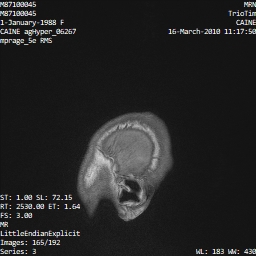 M87100045
MRN
M87100045
TrioTim
1-January-1988 F
CAINE
CAINE agHyper_06267
16-March-2010 11:17:50
mprage_5e RMS
ST: 1.00 SL: 72.15
RT: 2530.00 ET: 1.64
FS: 3.00
MR
LittleEndianExplicit
Images: 165/192
Series: 3
WL: 183 WW: 430